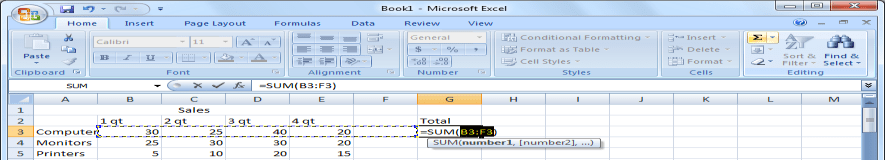 Book1 - Microsoft Excel
Home Insert Page Layout Formulas Data Review View
Calibri 11 General Conditional Formatting Insert
Paste Format as Table Delete Sort & Find &
B I U $ % , Cell Styles Format Filter Select
Clipboard Font Alignment Number Styles Cells Editing
SUM =SUM(B3:F3)
A B C D E F G H I J K L M
1 Sales
2 1 qt 2 qt 3 qt 4 qt Total
3 Computer 30 25 40 20 =SUM(B3:F3)
4 Monitors 25 30 30 20 SUM(number1, [number2], ...)
5 Printers 5 10 20 15